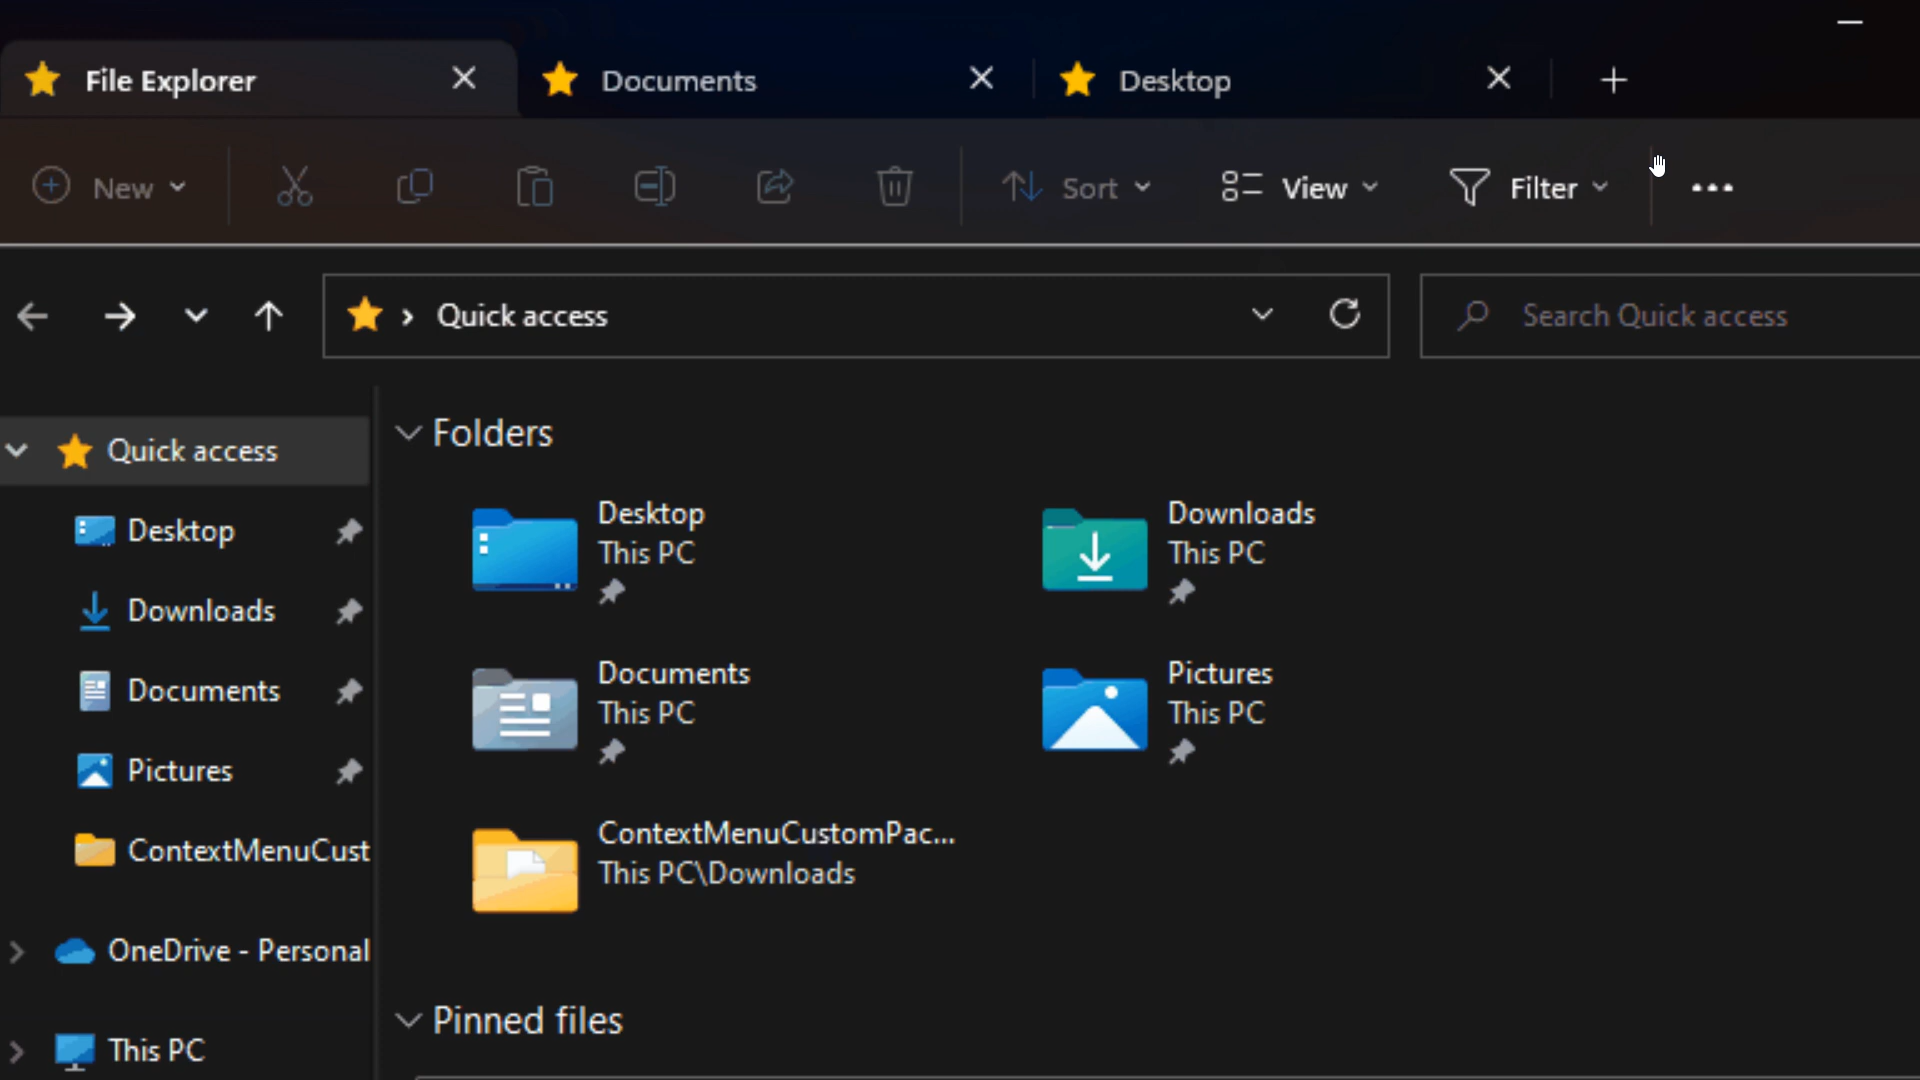 File Explorer
Documents
Desktop
New
Sort
View
Filter
Quick access
Search Quick access
Quick access
Desktop
Downloads
Documents
Pictures
ContextMenuCust
OneDrive - Personal
This PC
Folders
Desktop
This PC
Downloads
This PC
Documents
This PC
Pictures
This PC
ContextMenuCustomPac...
This PC\Downloads
Pinned files